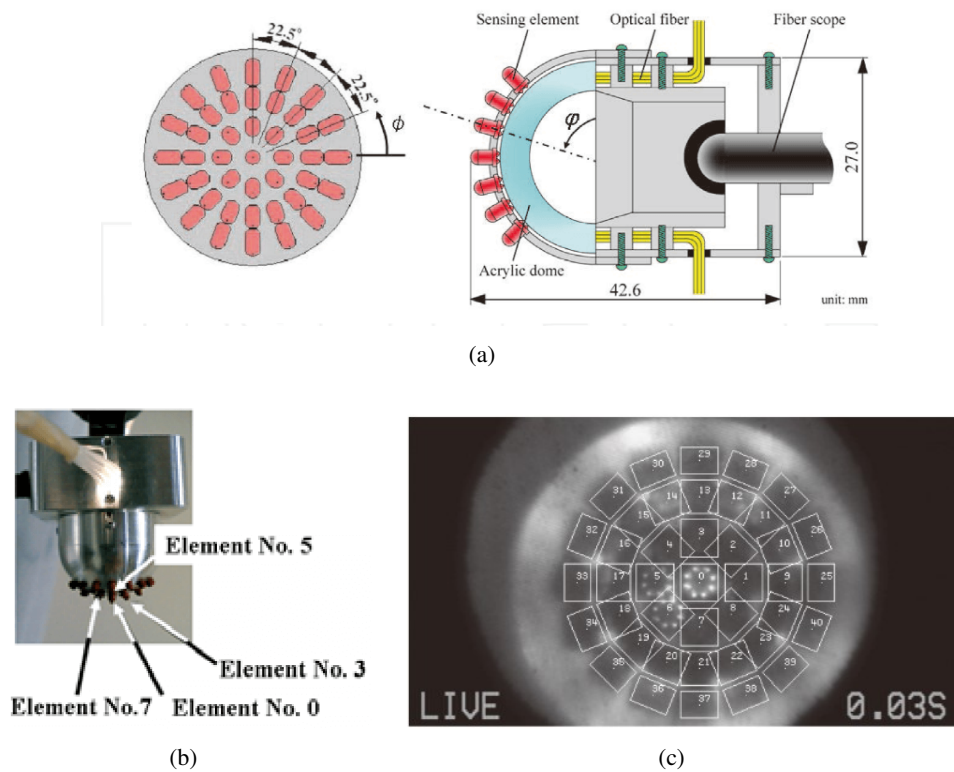 22.5°
22.5°
ϕ
Sensing element
Optical fiber
Fiber scope
φ
27.0
Acrylic dome
42.6
unit: mm
(a)
Element No. 5
Element No. 3
Element No.7
Element No. 0
(b)
29
30
28
31
14
13
12
27
15
11
32
3
26
16
4
2
10
33
17
5
0
1
9
25
18
6
8
24
34
7
40
19
23
20
21
22
35
39
36
37
38
LIVE
0.03S
(c)